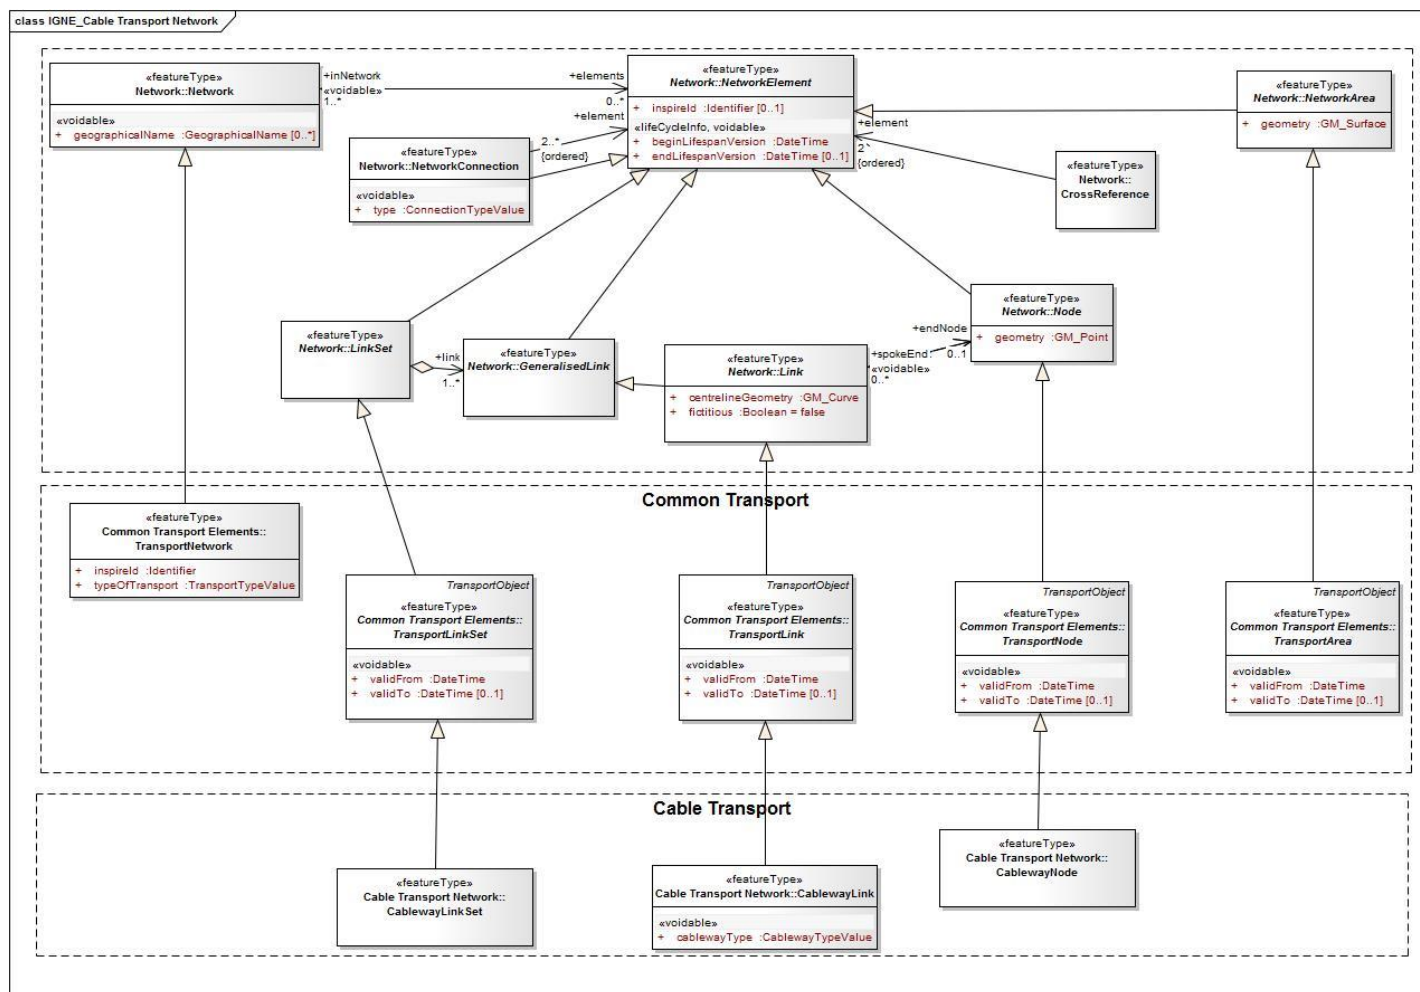 class IGNE_Cable Transport Network
«featureType»
Network::Network
«voidable»
+ geographicalName :GeographicalName [0..*]
+inNetwork
«voidable»
1..*
+elements
0..*
«featureType»
Network::NetworkElement
+ inspireId :Identifier [0..1]
«lifeCycleInfo, voidable»
+ beginLifespanVersion :DateTime
+ endLifespanVersion :DateTime [0..1]
+element
2..*
{ordered}
«featureType»
Network::NetworkConnection
«voidable»
+ type :ConnectionTypeValue
+element
2
{ordered}
«featureType»
Network::NetworkArea
+ geometry :GM_Surface
«featureType»
Network::
CrossReference
«featureType»
Network::LinkSet
+link
1..*
«featureType»
Network::GeneralisedLink
«featureType»
Network::Link
+ centrelineGeometry :GM_Curve
+ fictitious :Boolean = false
+endNode
0..1
+spokeEnd
«voidable»
0..*
«featureType»
Network::Node
+ geometry :GM_Point
Common Transport
«featureType»
Common Transport Elements::
TransportNetwork
+ inspireId :Identifier
+ typeOfTransport :TransportTypeValue
TransportObject
«featureType»
Common Transport Elements::
TransportLinkSet
«voidable»
+ validFrom :DateTime
+ validTo :DateTime [0..1]
TransportObject
«featureType»
Common Transport Elements::
TransportLink
«voidable»
+ validFrom :DateTime
+ validTo :DateTime [0..1]
TransportObject
«featureType»
Common Transport Elements::
TransportNode
«voidable»
+ validFrom :DateTime
+ validTo :DateTime [0..1]
TransportObject
«featureType»
Common Transport Elements::
TransportArea
«voidable»
+ validFrom :DateTime
+ validTo :DateTime [0..1]
Cable Transport
«featureType»
Cable Transport Network::
CablewayLinkSet
«featureType»
Cable Transport Network::CablewayLink
«voidable»
+ cablewayType :CablewayTypeValue
«featureType»
Cable Transport Network::
CablewayNode